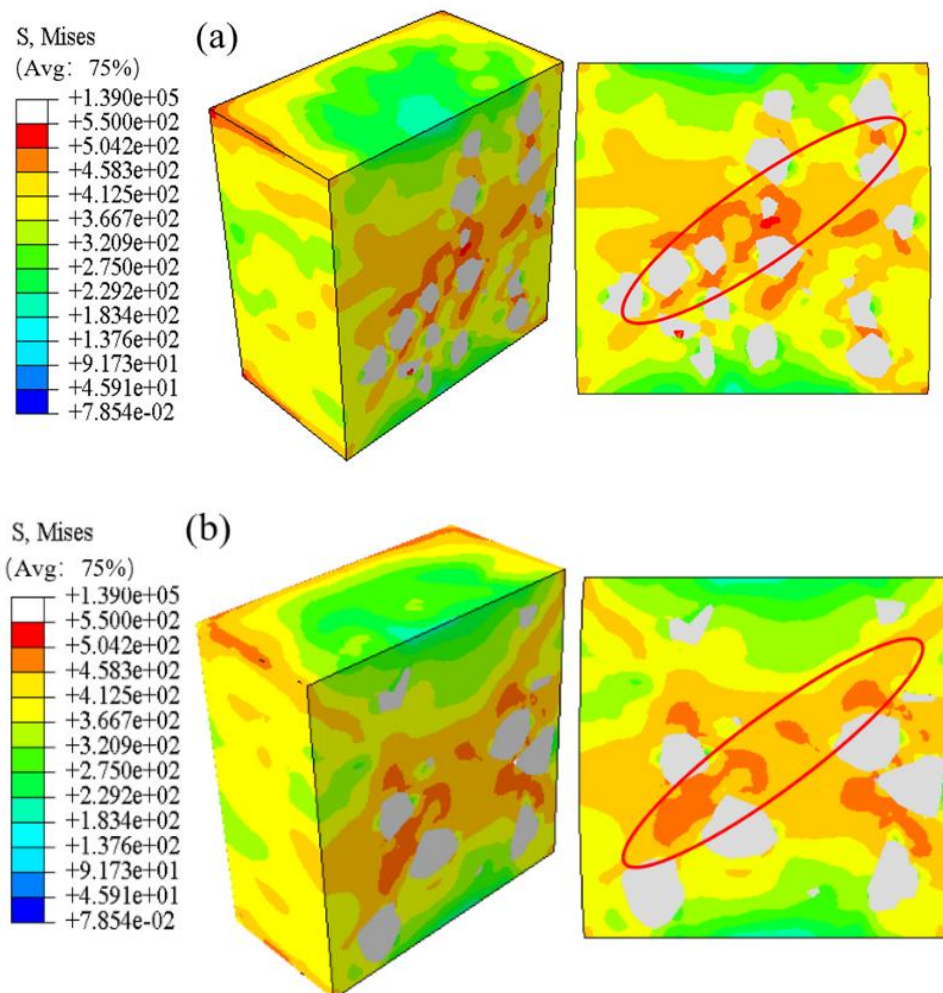 (a)
S, Mises
(Avg: 75%)
+1.390e+05
+5.500e+02
+5.042e+02
+4.583e+02
+4.125e+02
+3.667e+02
+3.209e+02
+2.750e+02
+2.292e+02
+1.834e+02
+1.376e+02
+9.173e+01
+4.591e+01
+7.854e-02
(b)
S, Mises
(Avg: 75%)
+1.390e+05
+5.500e+02
+5.042e+02
+4.583e+02
+4.125e+02
+3.667e+02
+3.209e+02
+2.750e+02
+2.292e+02
+1.834e+02
+1.376e+02
+9.173e+01
+4.591e+01
+7.854e-02